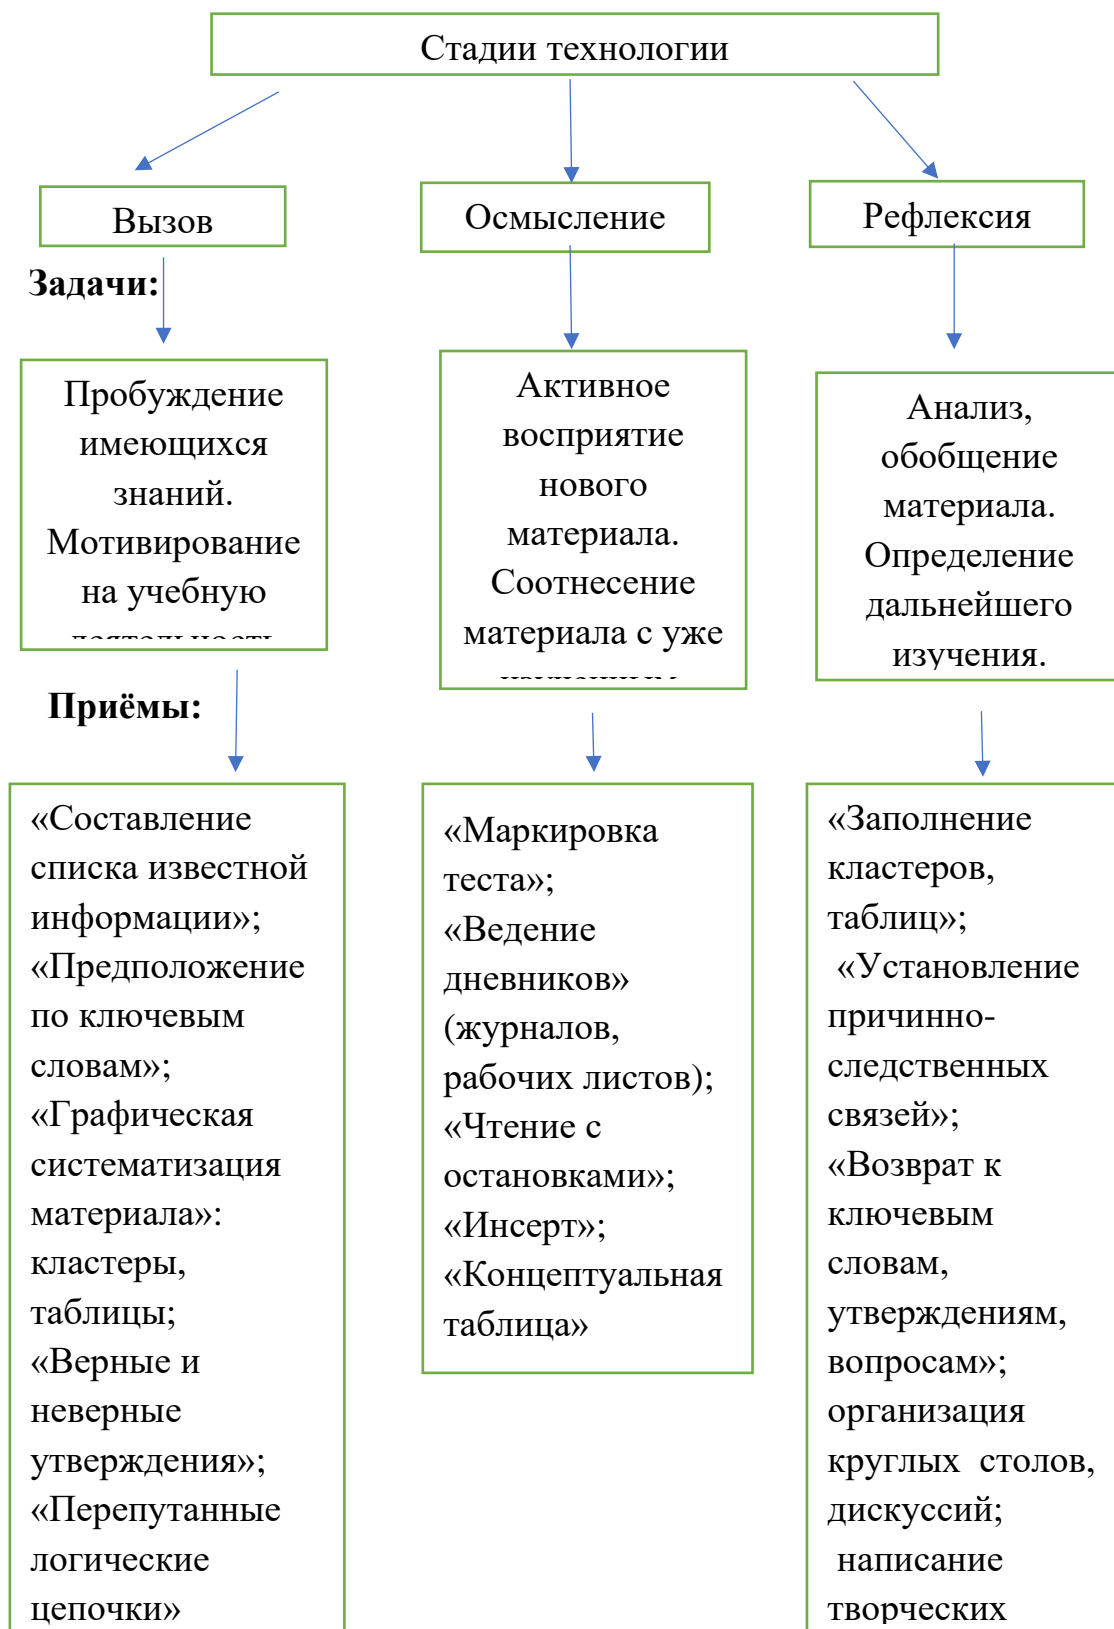 Стадии технологии
Вызов
Осмысление
Рефлексия
Задачи:
Пробуждение
имеющихся
знаний.
Мотивирование
на учебную
деятельность
Активное
восприятие
нового
материала.
Соотнесение
материала с уже
изученным
Анализ,
обобщение
материала.
Определение
дальнейшего
изучения.
Приёмы:
«Составление
списка известной
информации»;
«Предположение
по ключевым
словам»;
«Графическая
систематизация
материала»:
кластеры,
таблицы;
«Верные и
неверные
утверждения»;
«Перепутанные
логические
цепочки»
«Маркировка
теста»;
«Ведение
дневников»
(журналов,
рабочих листов);
«Чтение с
остановками»;
«Инсерт»;
«Концептуальная
таблица»
«Заполнение
кластеров,
таблиц»;
«Установление
причинно-
следственных
связей»;
«Возврат к
ключевым
словам,
утверждениям,
вопросам»;
организация
круглых столов,
дискуссий;
написание
творческих